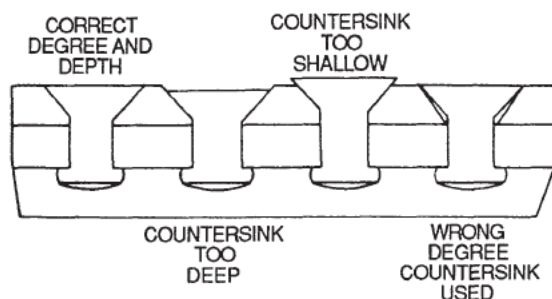 CORRECT
DEGREE AND
DEPTH
COUNTERSINK
TOO
SHALLOW
COUNTERSINK
TOO
DEEP
WRONG
DEGREE
COUNTERSINK
USED